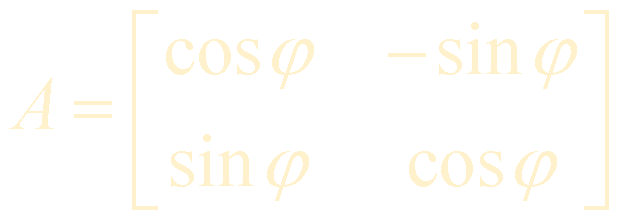 A = [ cos φ  −sin φ
sin φ  cos φ ]